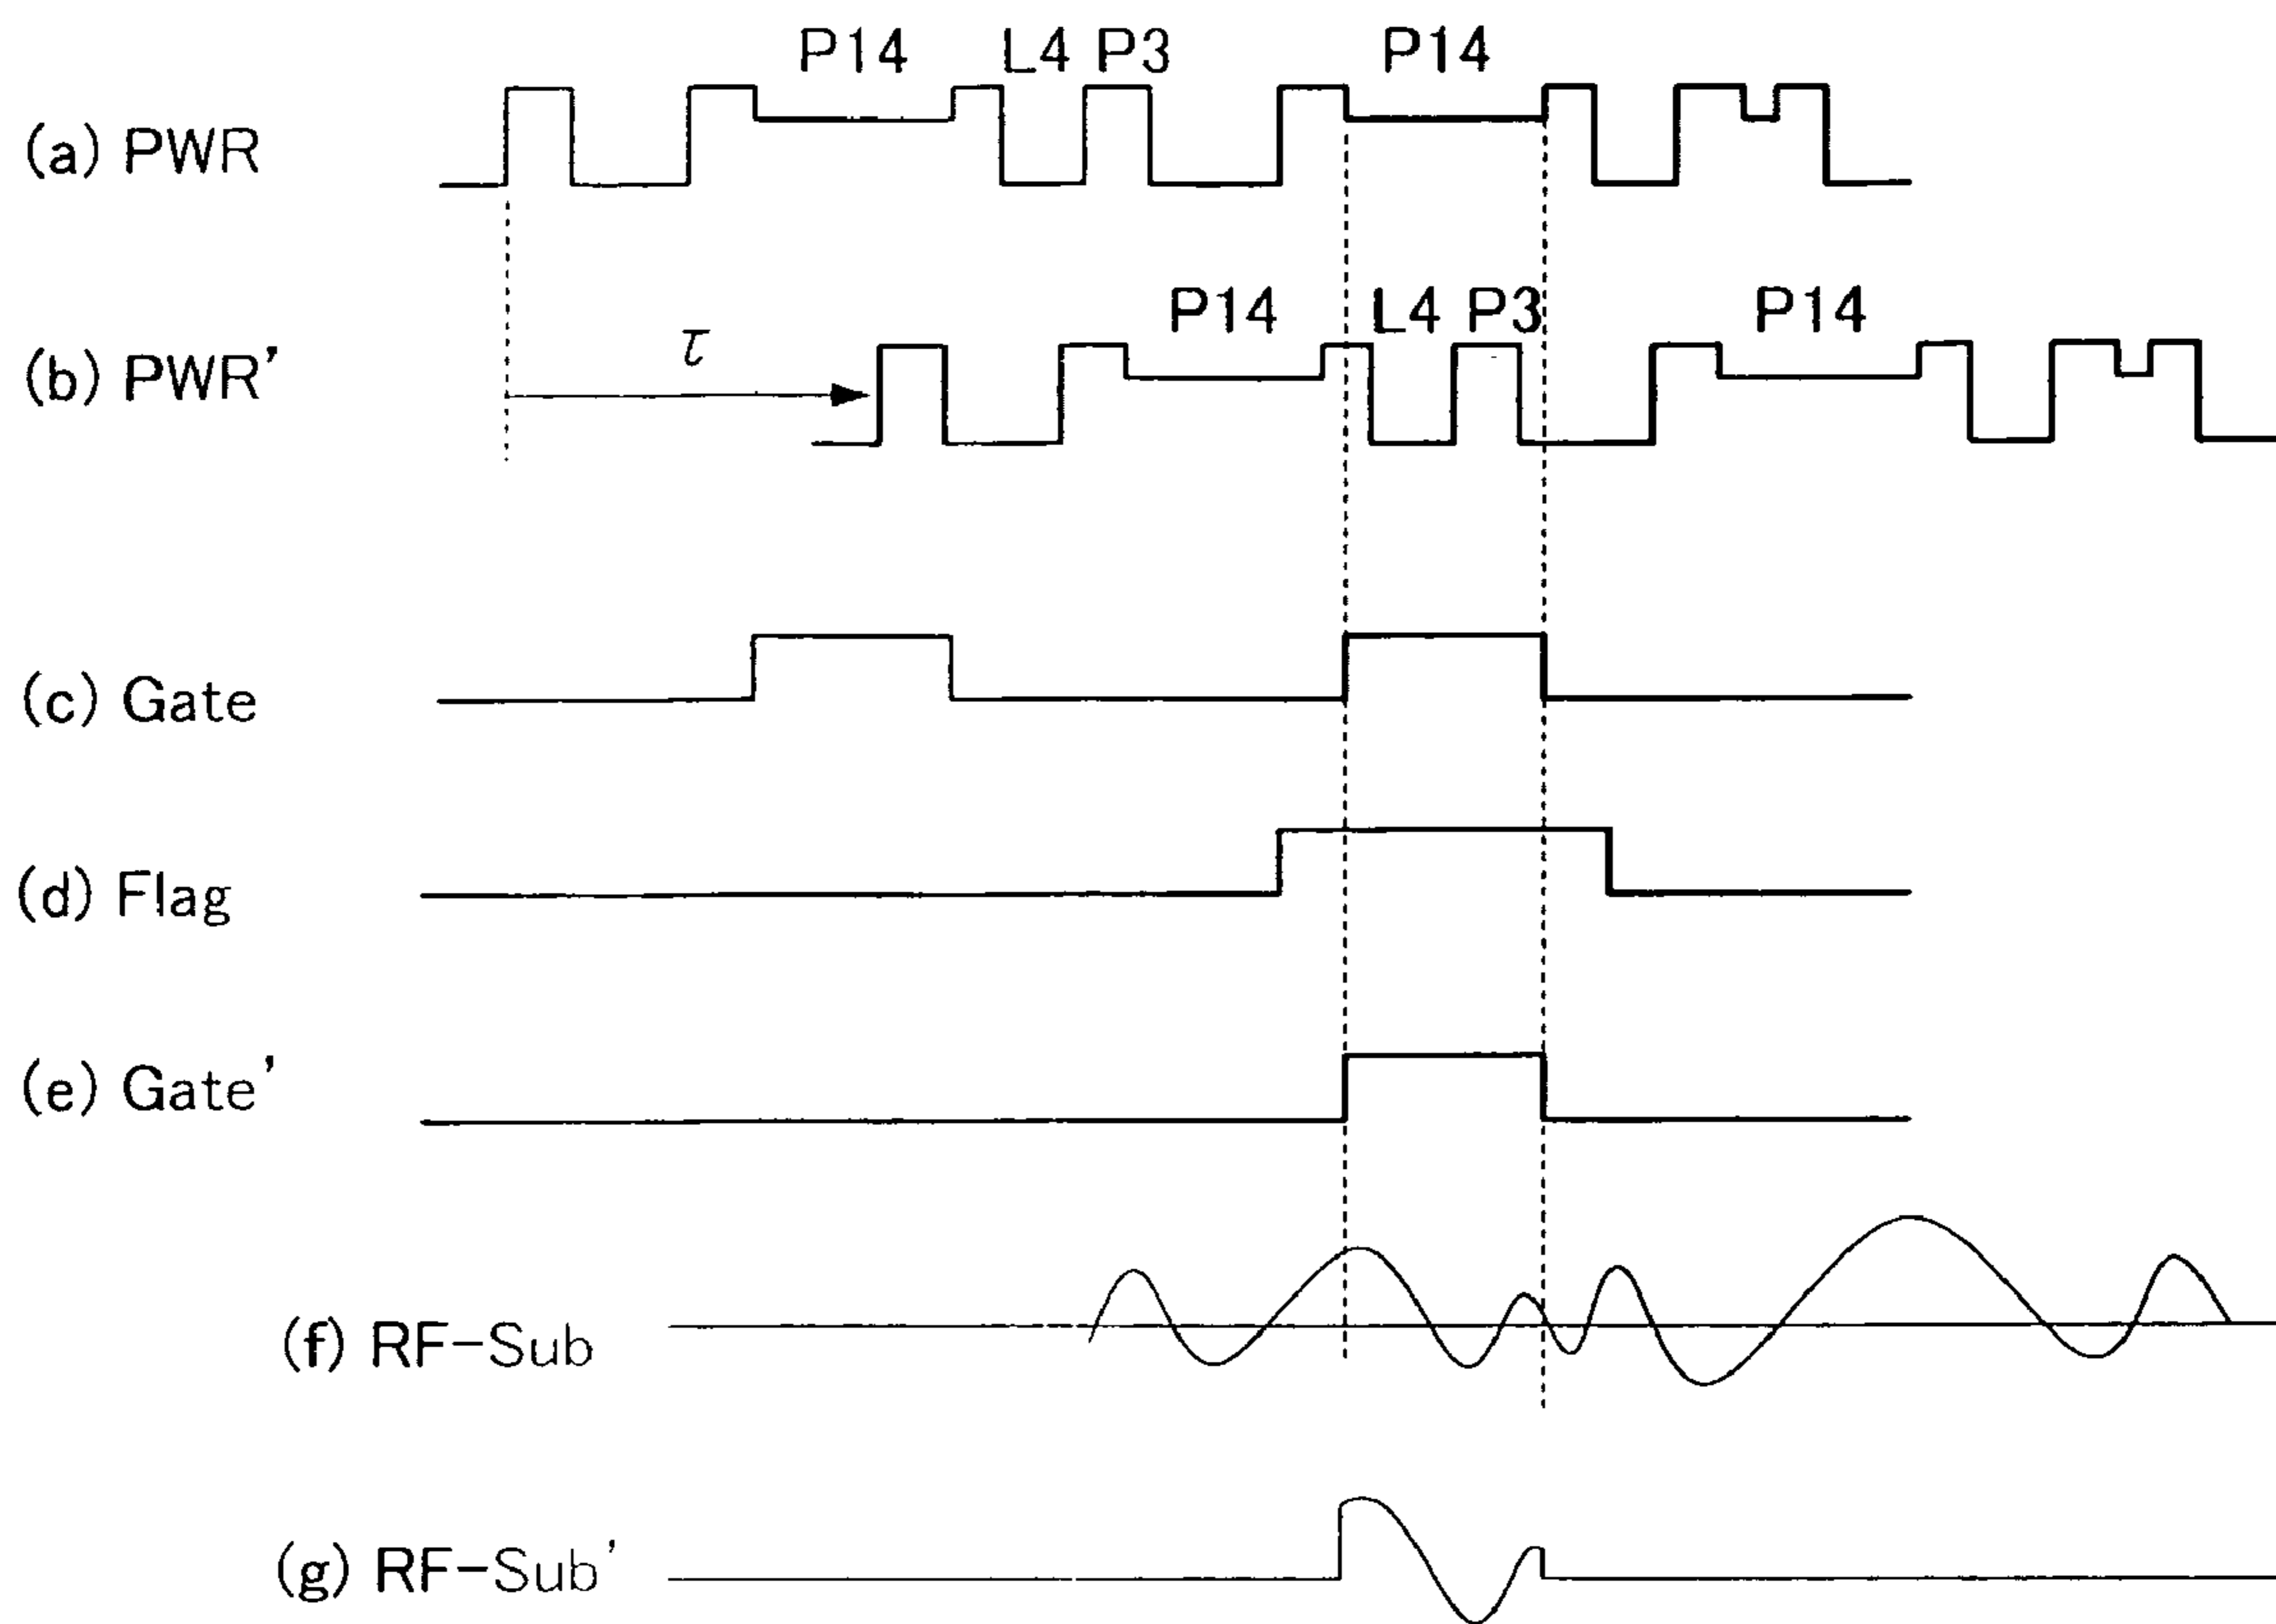 P14 L4 P3 P14
(a) PWR
P14 L4 P3 P14
τ
(b) PWR'
(c) Gate
(d) Flag
(e) Gate'
(f) RF-Sub
(g) RF-Sub'